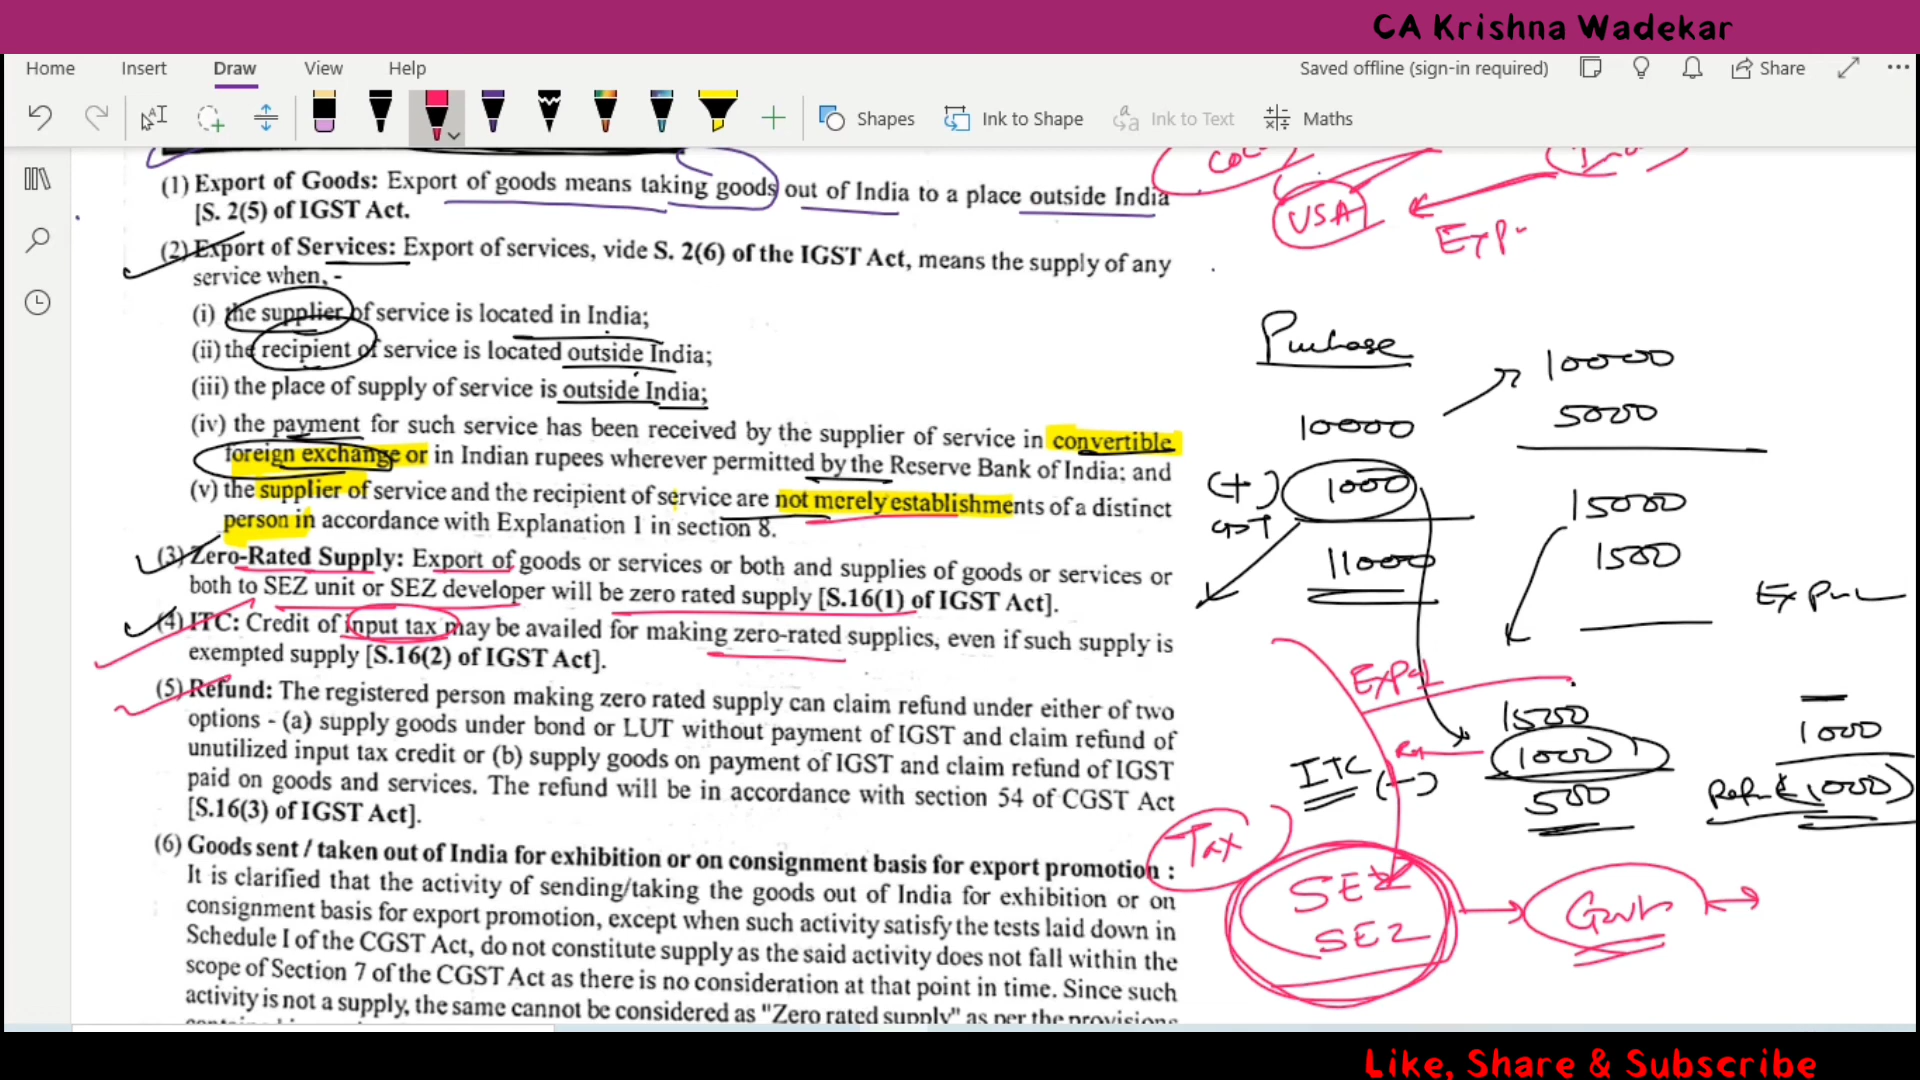 CA Krishna Wadekar
Home Insert Draw View Help
Saved offline (sign-in required) Share
Shapes Ink to Shape Ink to Text Maths
(1) Export of Goods: Export of goods means taking goods out of India to a place outside India
[S. 2(5) of IGST Act.
(2) Export of Services: Export of services, vide S. 2(6) of the IGST Act, means the supply of any
service when, -
(i) the supplier of service is located in India;
(ii) the recipient of service is located outside India;
(iii) the place of supply of service is outside India;
(iv) the payment for such service has been received by the supplier of service in convertible
foreign exchange or in Indian rupees wherever permitted by the Reserve Bank of India; and
(v) the supplier of service and the recipient of service are not merely establishments of a distinct
person in accordance with Explanation 1 in section 8.
(3) Zero-Rated Supply: Export of goods or services or both and supplies of goods or services or
both to SEZ unit or SEZ developer will be zero rated supply [S.16(1) of IGST Act].
(4) ITC: Credit of input tax may be availed for making zero-rated supplies, even if such supply is
exempted supply [S.16(2) of IGST Act].
(5) Refund: The registered person making zero rated supply can claim refund under either of two
options - (a) supply goods under bond or LUT without payment of IGST and claim refund of
unutilized input tax credit or (b) supply goods on payment of IGST and claim refund of IGST
paid on goods and services. The refund will be in accordance with section 54 of CGST Act
[S.16(3) of IGST Act].
(6) Goods sent / taken out of India for exhibition or on consignment basis for export promotion :
It is clarified that the activity of sending/taking the goods out of India for exhibition or on
consignment basis for export promotion, except when such activity satisfy the tests laid down in
Schedule I of the CGST Act, do not constitute supply as the said activity does not fall within the
scope of Section 7 of the CGST Act as there is no consideration at that point in time. Since such
activity is not a supply, the same cannot be considered as "Zero rated supply" as per the provisions
USA
Exp
Purchase
10000
(+) 1000
GST
11000
10000
5000
15000
1500
Export
1500
ITC (-) 1000
500
1000
(1000)
Tax
SEZ
SEZ
Govt
Like, Share & Subscribe